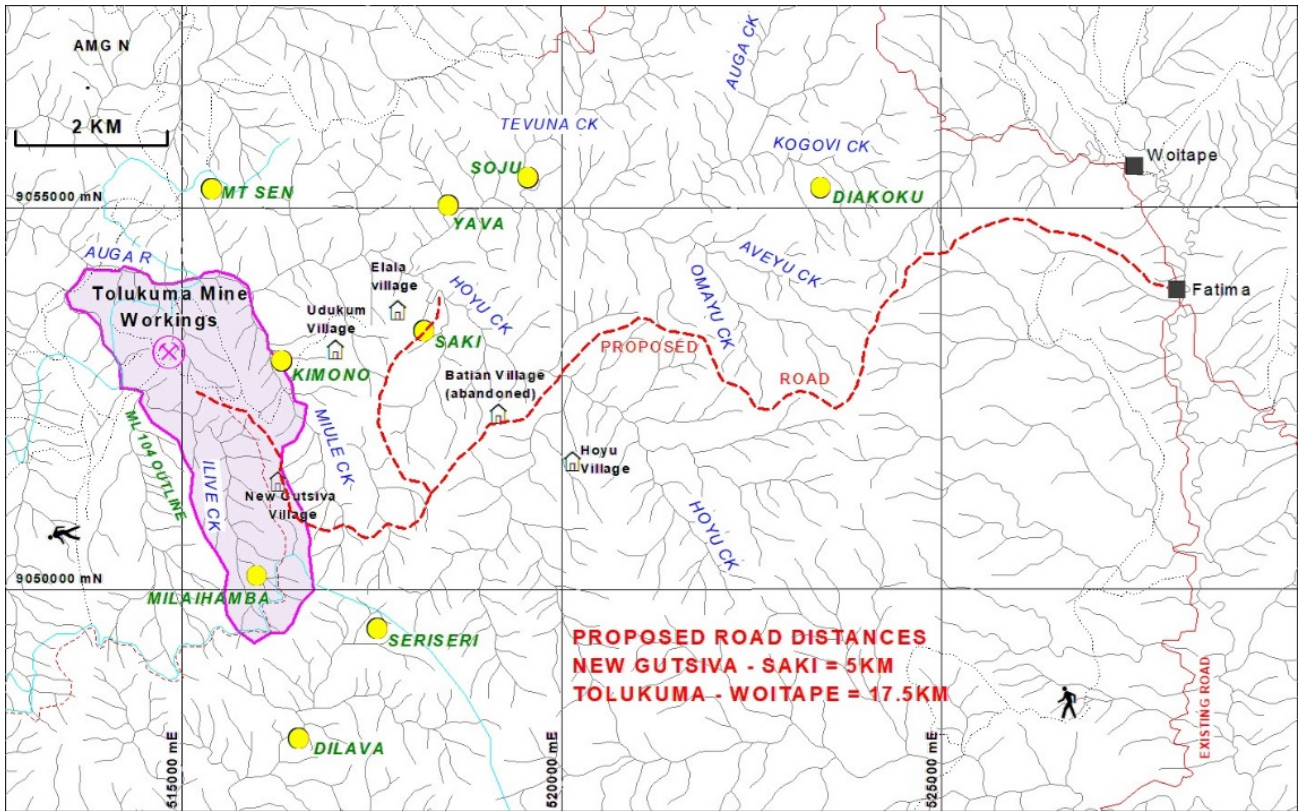 AMG N
2 KM
AUGA CK
TEVUNA CK
KOGOVI CK
Woitape
SOJU
MT SEN
DIAKOKU
9055000 mN
YAVA
AUGA R
AVEYU CK
Elala
village
HOYU CK
OMAYU CK
Fatima
Tolukuma Mine
Workings
Udukum
Village
SAKI
PROPOSED
ROAD
KIMONO
Batian Village
(abandoned)
MIULE CK
ML 104 OUTLINE
ILIVE CK
Hoyu
Village
New Gutsiva
Village
HOYU CK
9050000 mN
MILAIHAMBA
SERISERI
PROPOSED ROAD DISTANCES
NEW GUTSIVA - SAKI = 5KM
TOLUKUMA - WOITAPE = 17.5KM
DILAVA
515000 mE
520000 mE
525000 mE
EXISTING ROAD